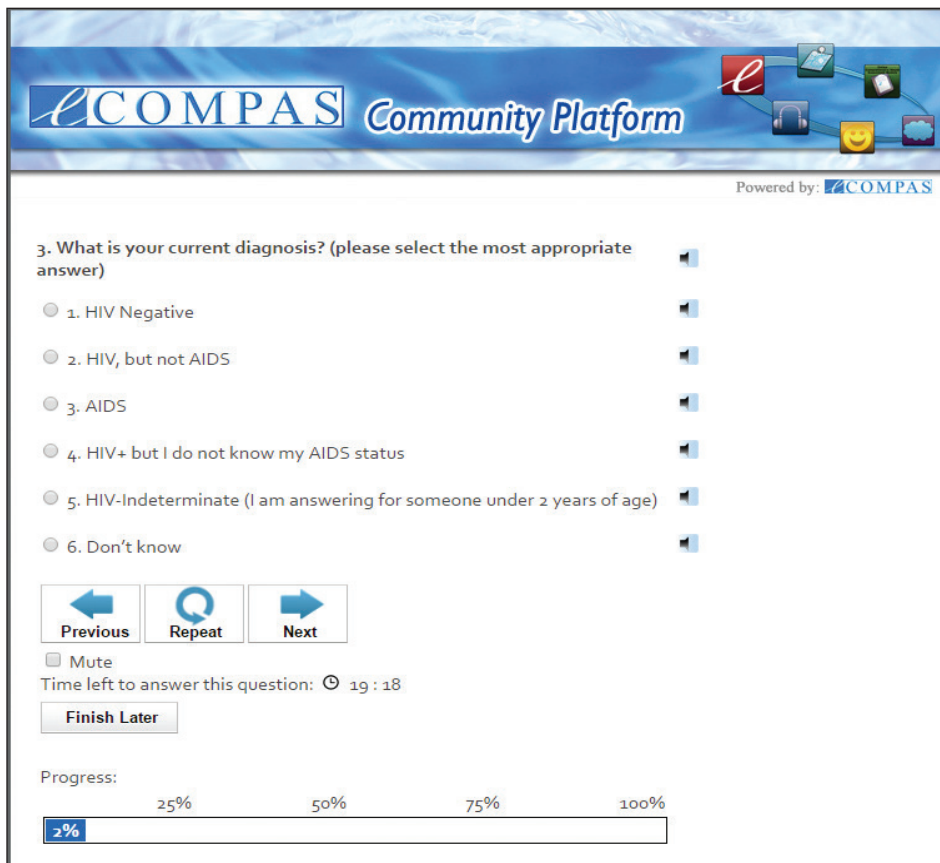 eCOMPAS Community Platform
Powered by: eCOMPAS
3. What is your current diagnosis? (please select the most appropriate
answer)
1. HIV Negative
2. HIV, but not AIDS
3. AIDS
4. HIV+ but I do not know my AIDS status
5. HIV-Indeterminate (I am answering for someone under 2 years of age)
6. Don't know
Previous Repeat Next
Mute
Time left to answer this question: 19 : 18
Finish Later
Progress:
25% 50% 75% 100%
2%